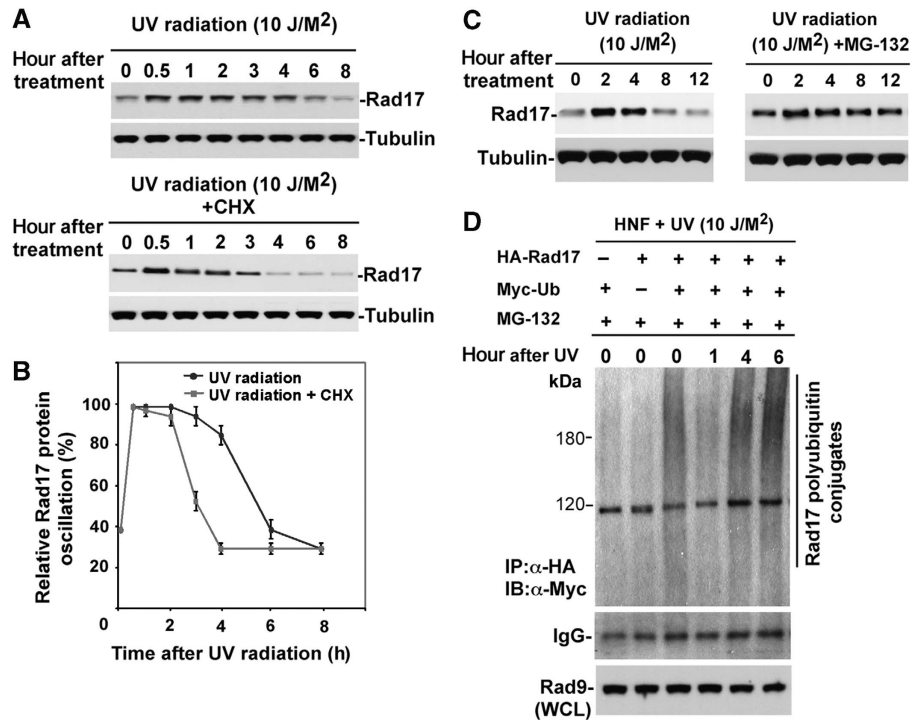 A
UV radiation (10 J/M2)
Hour after
treatment
0 0.5 1 2 3 4 6 8
-Rad17
-Tubulin
UV radiation (10 J/M2)
+CHX
Hour after
treatment
0 0.5 1 2 3 4 6 8
-Rad17
-Tubulin
B
Relative Rad17 protein
oscillation (%)
100
80
60
40
20
0
2 4 6 8
UV radiation
UV radiation + CHX
Time after UV radiation (h)
C
UV radiation
(10 J/M2)
UV radiation
(10 J/M2) +MG-132
Hour after
treatment
0 2 4 8 12
0 2 4 8 12
Rad17-
Tubulin-
D
HNF + UV (10 J/M2)
HA-Rad17 – + + + + +
Myc-Ub + – + + + +
MG-132 + + + + + +
Hour after UV 0 0 0 1 4 6
kDa
180-
120-
Rad17 polyubiquitin
conjugates
IP:α-HA
IB:α-Myc
IgG-
Rad9-
(WCL)